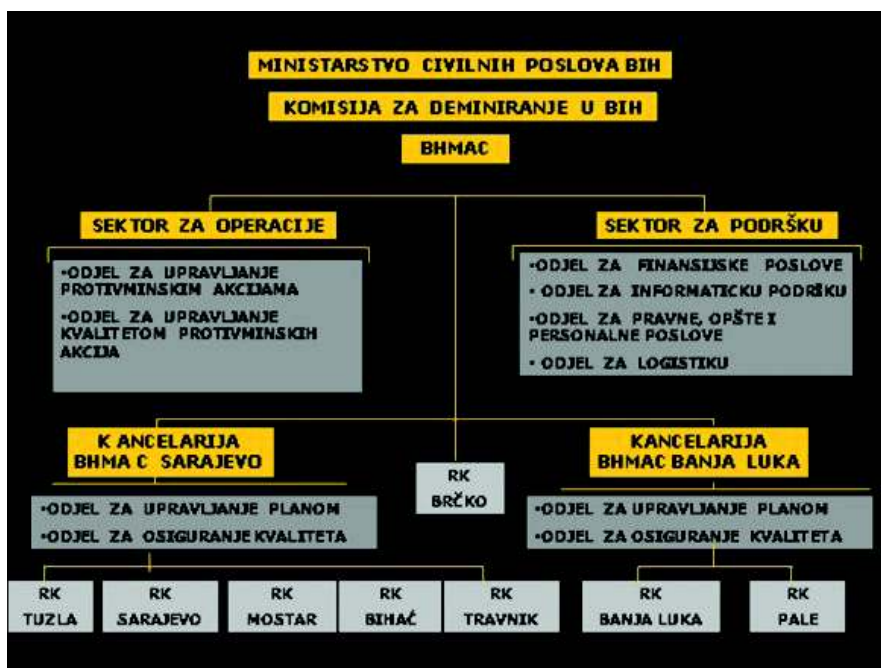 MINISTARSTVO CIVILNIH POSLOVA BIH
KOMISIJA ZA DEMINIRANJE U BIH
BHMAC
SEKTOR ZA OPERACIJE
•ODJEL ZA UPRAVLJANJE
PROTIVMINSKIM AKCIJAMA
•ODJEL ZA UPRAVLJANJE
KVALITETOM PROTIVMINSKIH
AKCIJA
SEKTOR ZA PODRŠKU
•ODJEL ZA FINANSIJSKE POSLOVE
• ODJEL ZA INFORMATICKU PODRŠKU
•ODJEL ZA PRAVNE, OPŠTE I
PERSONALNE POSLOVE
• ODJEL ZA LOGISTIKU
KANCELARIJA
BHMAC SARAJEVO
•ODJEL ZA UPRAVLJANJE PLANOM
•ODJEL ZA OSIGURANJE KVALITETA
RK
BRČKO
KANCELARIJA
BHMAC BANJA LUKA
•ODJEL ZA UPRAVLJANJE PLANOM
•ODJEL ZA OSIGURANJE KVALITETA
RK
TUZLA
RK
SARAJEVO
RK
MOSTAR
RK
BIHAĆ
RK
TRAVNIK
RK
BANJA LUKA
RK
PALE